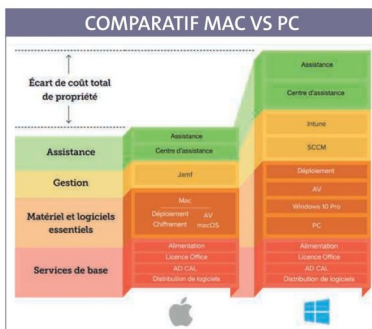 COMPARATIF MAC VS PC
Écart de coût total
de propriété
Assistance
Gestion
Matériel et logiciels
essentiels
Services de base
Assistance
Centre d'assistance
Jamf
Mac
Déploiement AV
Chiffrement macOS
Alimentation
Licence Office
AD CAL
Distribution de logiciels
Assistance
Centre d'assistance
Intune
SCCM
Déploiement
AV
Windows 10 Pro
PC
Alimentation
Licence Office
AD CAL
Distribution de logiciels